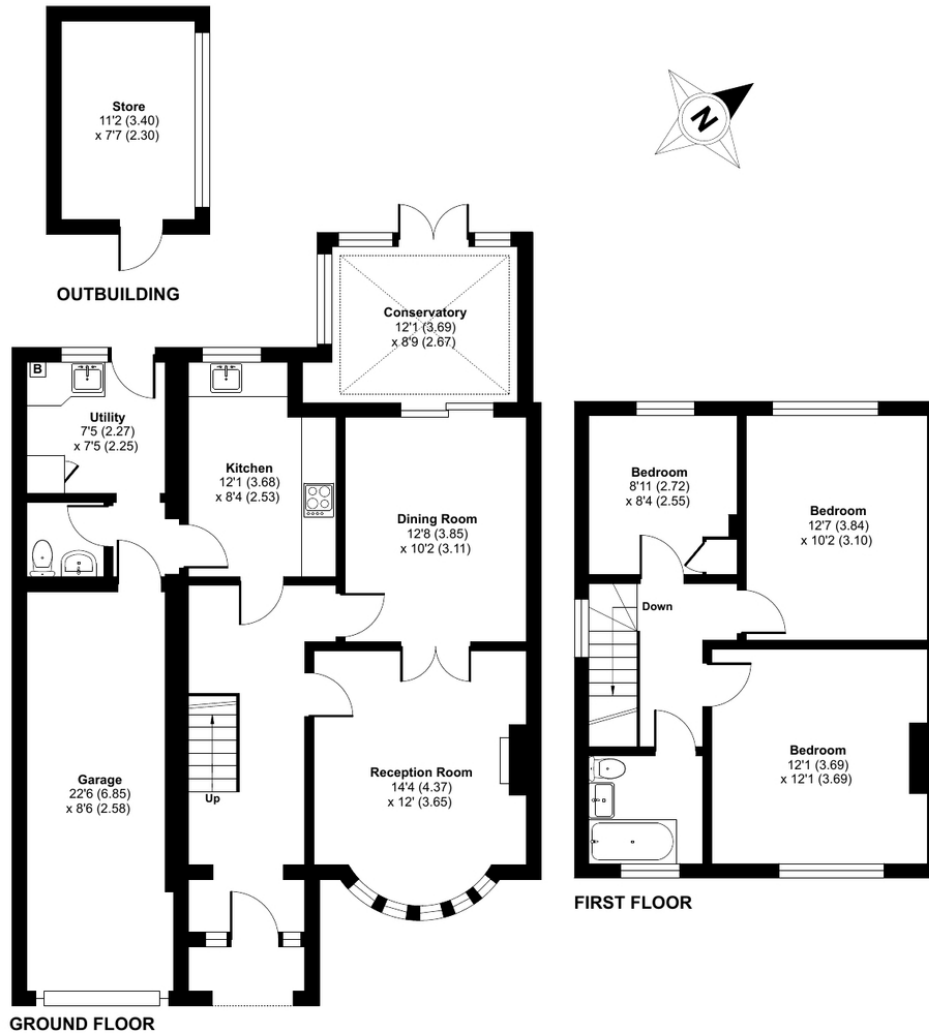 Store
11'2 (3.40)
x 7'7 (2.30)
N
OUTBUILDING
Conservatory
12'1 (3.69)
x 8'9 (2.67)
B
Utility
7'5 (2.27)
x 7'5 (2.25)
Kitchen
12'1 (3.68)
x 8'4 (2.53)
Dining Room
12'8 (3.85)
x 10'2 (3.11)
Garage
22'6 (6.85)
x 8'6 (2.58)
Up
Reception Room
14'4 (4.37)
x 12' (3.65)
GROUND FLOOR
Bedroom
8'11 (2.72)
x 8'4 (2.55)
Bedroom
12'7 (3.84)
x 10'2 (3.10)
Down
Bedroom
12'1 (3.69)
x 12'1 (3.69)
FIRST FLOOR